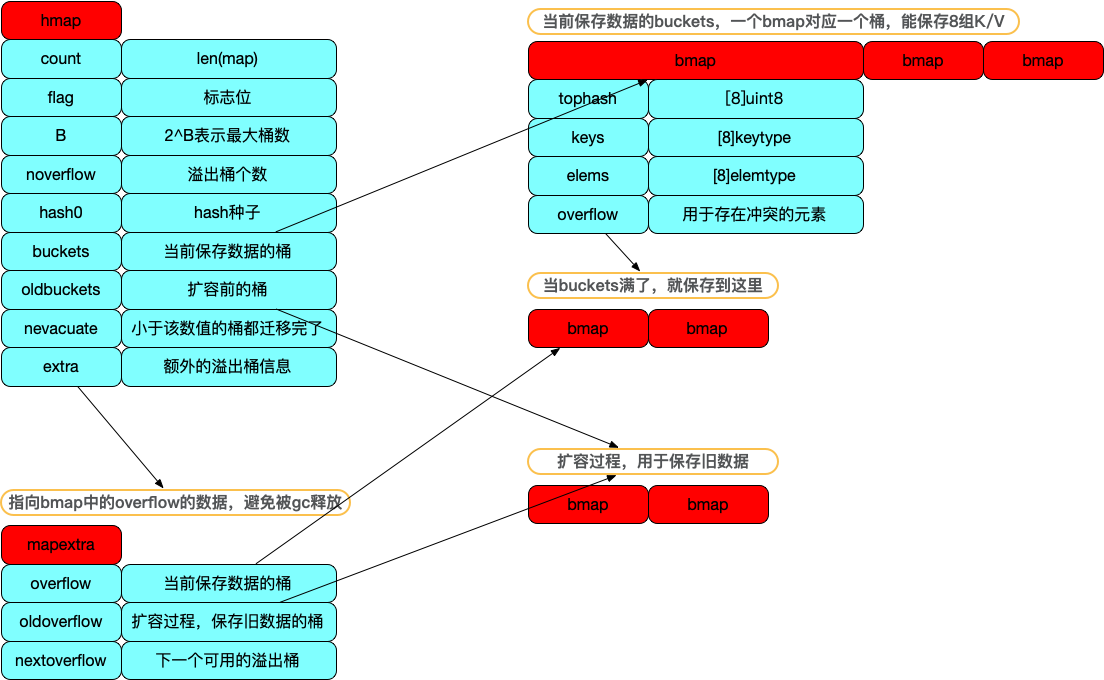 hmap
count len(map)
flag 标志位
B 2^B表示最大桶数
noverflow 溢出桶个数
hash0 hash种子
buckets 当前保存数据的桶
oldbuckets 扩容前的桶
nevacuate 小于该数值的桶都迁移完了
extra 额外的溢出桶信息
指向bmap中的overflow的数据，避免被gc释放
mapextra
overflow 当前保存数据的桶
oldoverflow 扩容过程，保存旧数据的桶
nextoverflow 下一个可用的溢出桶
当前保存数据的buckets，一个bmap对应一个桶，能保存8组K/V
bmap bmap bmap
tophash [8]uint8
keys [8]keytype
elems [8]elemtype
overflow 用于存在冲突的元素
当buckets满了，就保存到这里
bmap bmap
扩容过程，用于保存旧数据
bmap bmap